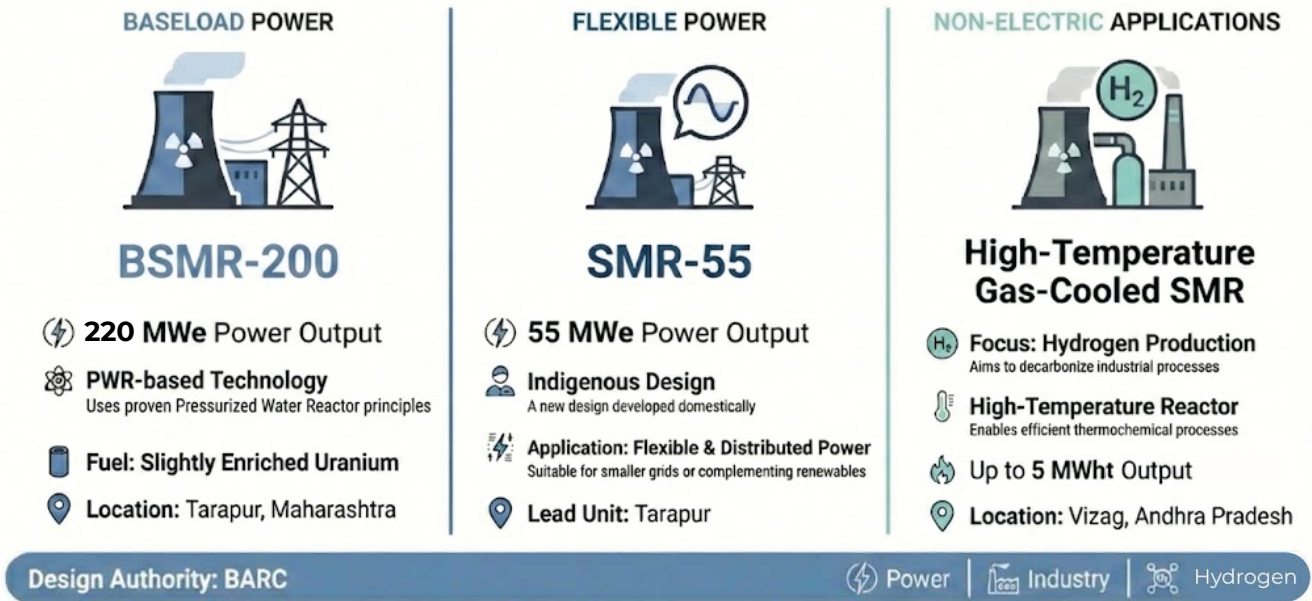 BASELOAD POWER
BSMR-200
220 MWe Power Output
PWR-based Technology
Uses proven Pressurized Water Reactor principles
Fuel: Slightly Enriched Uranium
Location: Tarapur, Maharashtra
FLEXIBLE POWER
SMR-55
55 MWe Power Output
Indigenous Design
A new design developed domestically
Application: Flexible & Distributed Power
Suitable for smaller grids or complementing renewables
Lead Unit: Tarapur
NON-ELECTRIC APPLICATIONS
H₂
High-Temperature
Gas-Cooled SMR
H₂ Focus: Hydrogen Production
Aims to decarbonize industrial processes
High-Temperature Reactor
Enables efficient thermochemical processes
Up to 5 MWht Output
Location: Vizag, Andhra Pradesh
Design Authority: BARC
Power | Industry | Hydrogen